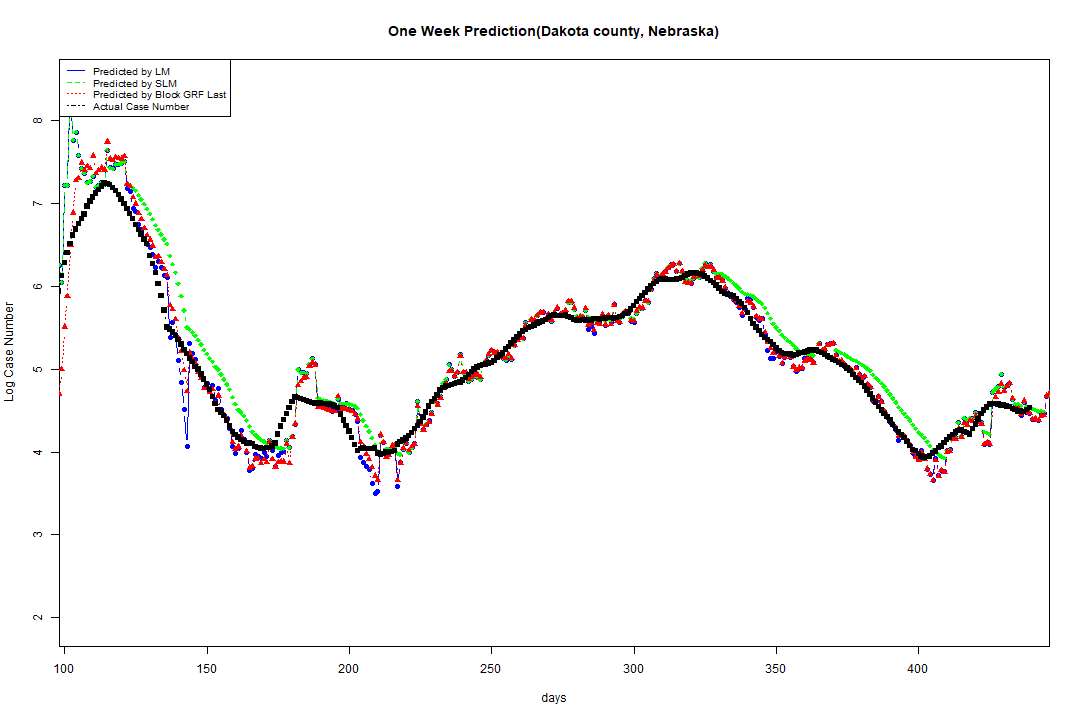 One Week Prediction(Dakota county, Nebraska)
Predicted by LM
Predicted by SLM
Predicted by Block GRF Last
Actual Case Number
8
7
6
5
4
3
2
Log Case Number
100 150 200 250 300 350 400
days